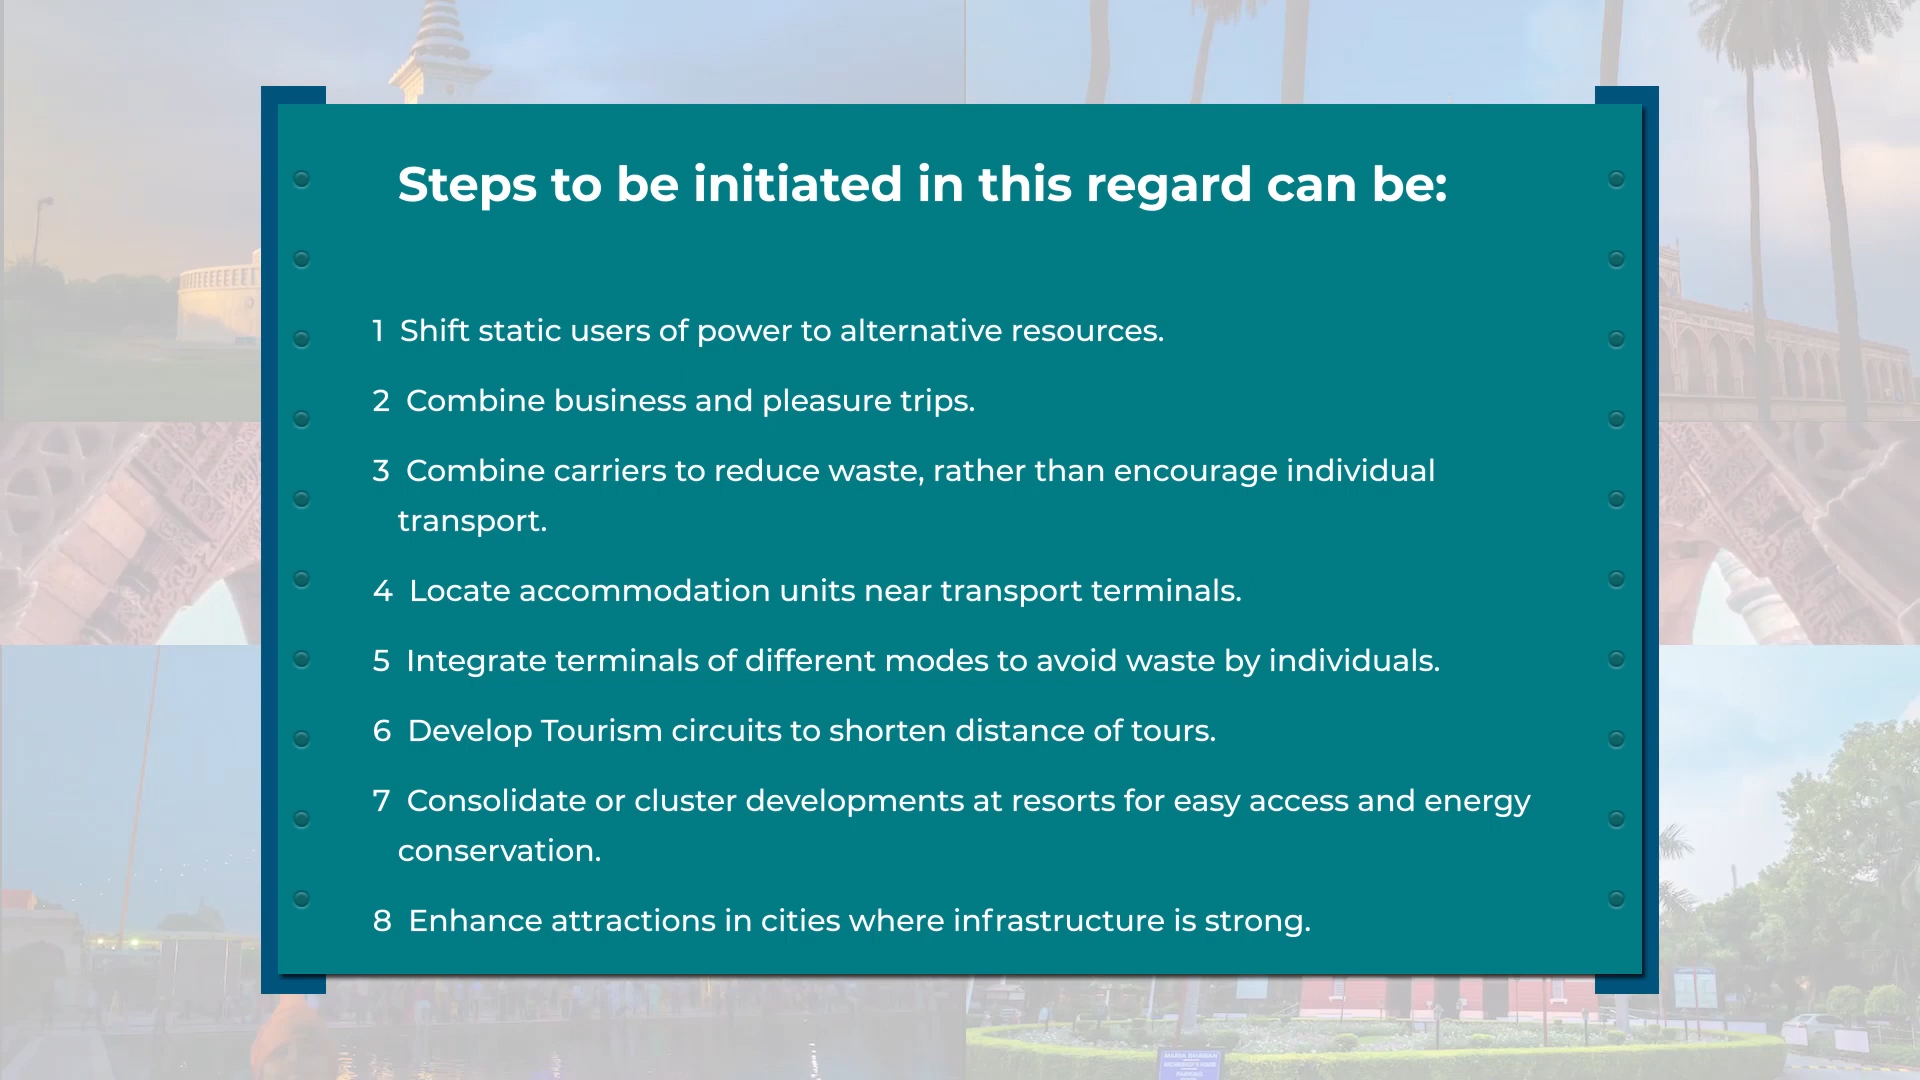 Steps to be initiated in this regard can be:
1 Shift static users of power to alternative resources.
2 Combine business and pleasure trips.
3 Combine carriers to reduce waste, rather than encourage individual
transport.
4 Locate accommodation units near transport terminals.
5 Integrate terminals of different modes to avoid waste by individuals.
6 Develop Tourism circuits to shorten distance of tours.
7 Consolidate or cluster developments at resorts for easy access and energy
conservation.
8 Enhance attractions in cities where infrastructure is strong.